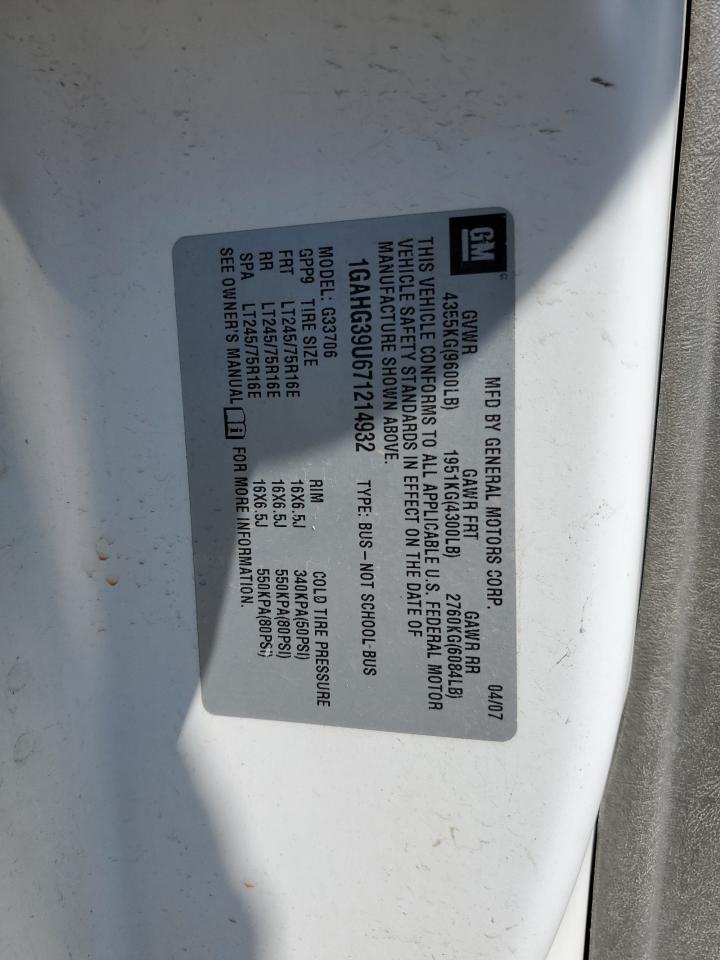 GM
MFD BY GENERAL MOTORS CORP. 04/07
GVWR GAWR FRT GAWR RR
4355KG(9600LB) 1951KG(4300LB) 2760KG(6084LB)
THIS VEHICLE CONFORMS TO ALL APPLICABLE U.S. FEDERAL MOTOR
VEHICLE SAFETY STANDARDS IN EFFECT ON THE DATE OF
MANUFACTURE SHOWN ABOVE.
1GAHG39U671214932 TYPE: BUS-NOT SCHOOL-BUS
MODEL: G33706
GPP9 TIRE SIZE RIM COLD TIRE PRESSURE
FRT LT245/75R16E 16X6.5J 340KPA(50PSI)
RR LT245/75R16E 16X6.5J 550KPA(80PSI)
SPA LT245/75R16E 16X6.5J 550KPA(80PSI)
SEE OWNER'S MANUAL i FOR MORE INFORMATION.